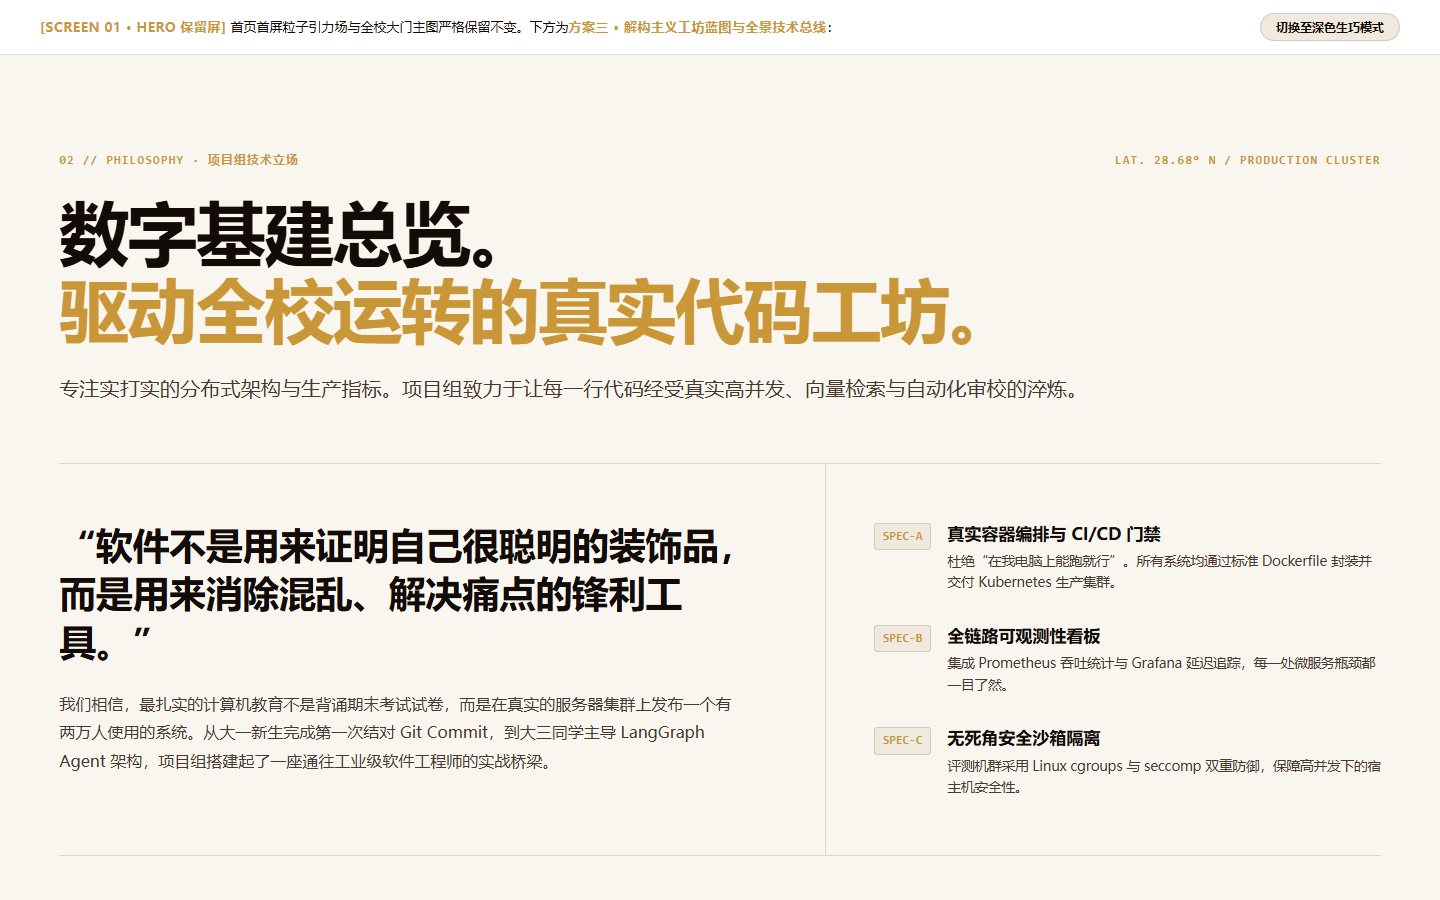 [SCREEN 01 • HERO 保留屏] 首页首屏粒子引力场与全校大门主图严格保留不变。下方为方案三 • 解构主义工坊蓝图与全景技术总线：
切换至深色生巧模式
02 // PHILOSOPHY · 项目组技术立场
LAT. 28.68° N / PRODUCTION CLUSTER
数字基建总览。
驱动全校运转的真实代码工坊。
专注实打实的分布式架构与生产指标。项目组致力于让每一行代码经受真实高并发、向量检索与自动化审校的淬炼。
“软件不是用来证明自己很聪明的装饰品，
而是用来消除混乱、解决痛点的锋利工
具。”
我们相信，最扎实的计算机教育不是背诵期末考试试卷，而是在真实的服务器集群上发布一个有
两万人使用的系统。从大一新生完成第一次结对 Git Commit，到大三同学主导 LangGraph
Agent 架构，项目组搭建起了一座通往工业级软件工程师的实战桥梁。
SPEC-A
真实容器编排与 CI/CD 门禁
杜绝“在我电脑上能跑就行”。所有系统均通过标准 Dockerfile 封装并
交付 Kubernetes 生产集群。
SPEC-B
全链路可观测性看板
集成 Prometheus 吞吐统计与 Grafana 延迟追踪，每一处微服务瓶颈都
一目了然。
SPEC-C
无死角安全沙箱隔离
评测机群采用 Linux cgroups 与 seccomp 双重防御，保障高并发下的宿
主机安全性。